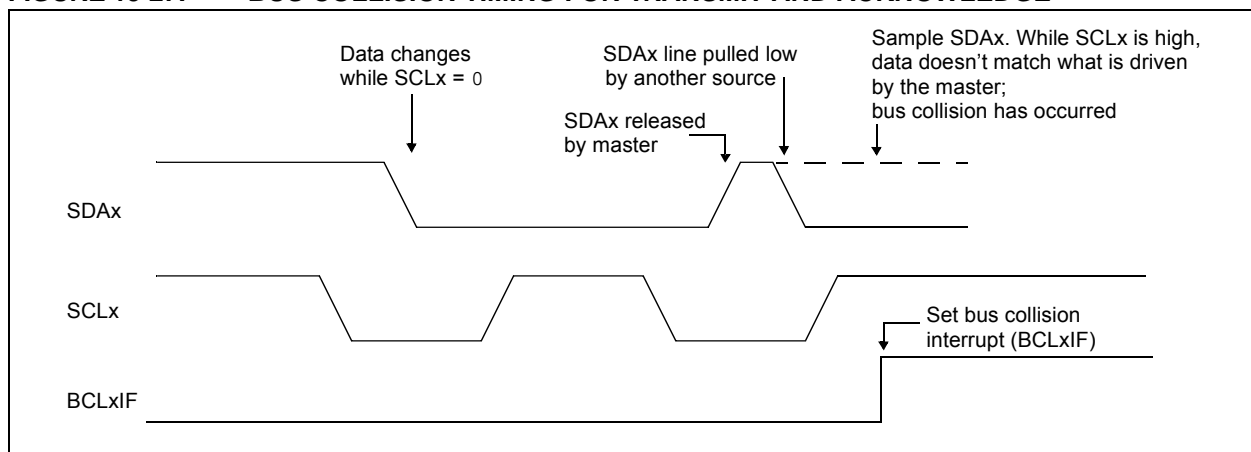 Data changes
while SCLx = 0
SDAx line pulled low
by another source
Sample SDAx. While SCLx is high,
data doesn't match what is driven
by the master;
bus collision has occurred
SDAx released
by master
SDAx
SCLx
Set bus collision
interrupt (BCLxIF)
BCLxIF